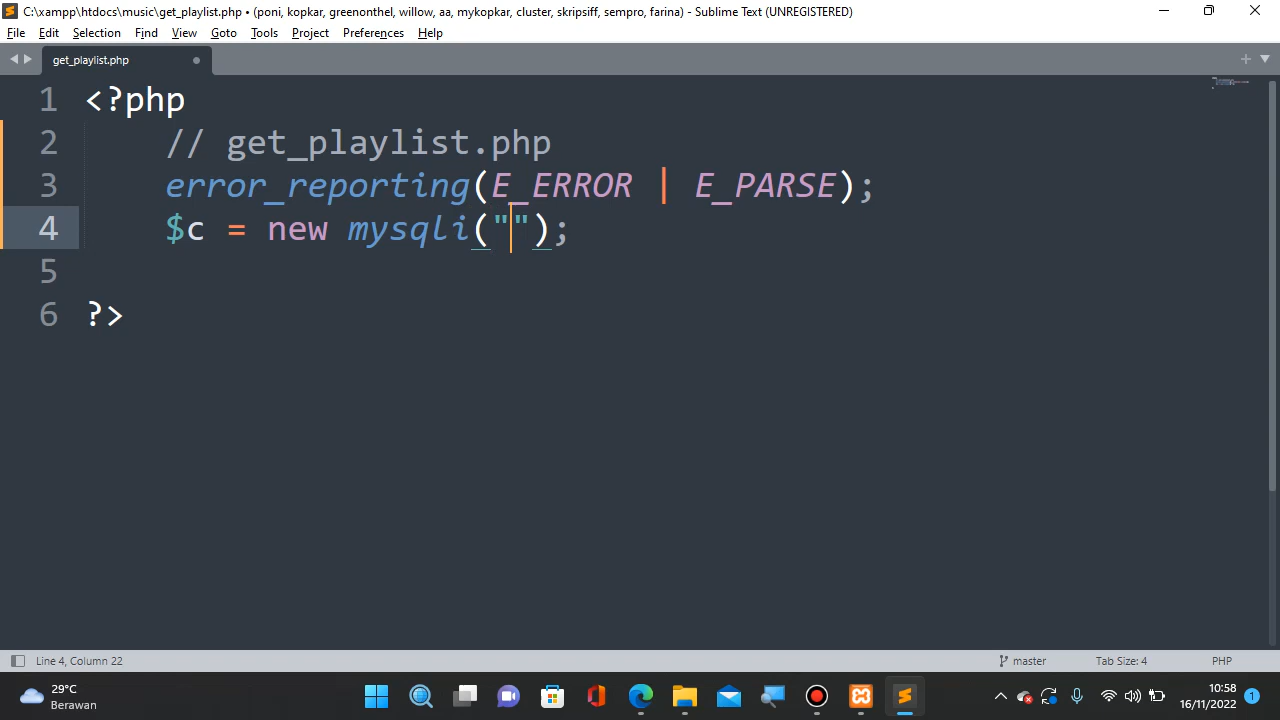 C:\xampp\htdocs\music\get_playlist.php • (poni, kopkar, greeronthel, willow, ta, mykopkar, cluster, skripsiff, sempro, farina) - Sublime Text (UNREGISTERED)
File Edit Selection Find View Goto Tools Project Preferences Help
get_playlist.php
1 <?php
2 // get_playlist.php
3 error_reporting(E_ERROR | E_PARSE);
4 $c = new mysqli("");
5
6 ?>
Line 4, Column 22 master Tab Size: 4 PHP
29°C
Berawan
10:58
16/11/2022
1